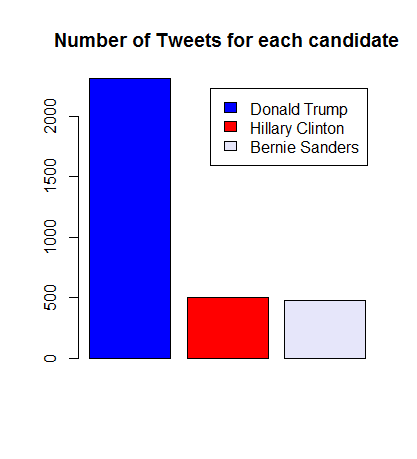 Number of Tweets for each candidate
Donald Trump
Hillary Clinton
Bernie Sanders
2000
1500
1000
500
0